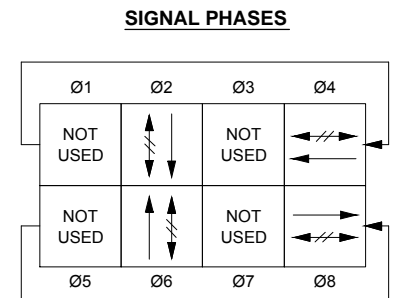 SIGNAL PHASES
Ø1 Ø2 Ø3 Ø4
NOT USED NOT USED
NOT USED NOT USED
Ø5 Ø6 Ø7 Ø8